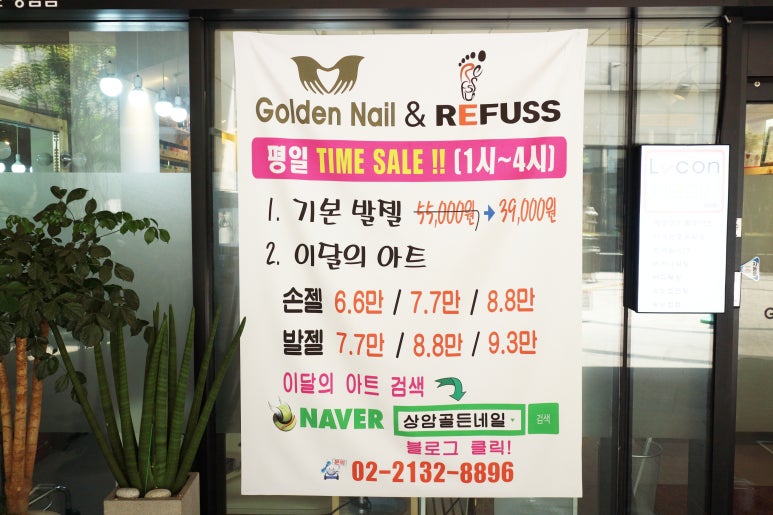 Golden Nail & REFUSS
평일 TIME SALE !! (1시~4시)
1. 기본 발젤 55,000원, → 39,000원
2. 이달의 아트
손젤 6.6만 / 7.7만 / 8.8만
발젤 7.7만 / 8.8만 / 9.3만
이달의 아트 검색
NAVER 상암골든네일 검색
블로그 클릭!
문의 02-2132-8896
Lycon